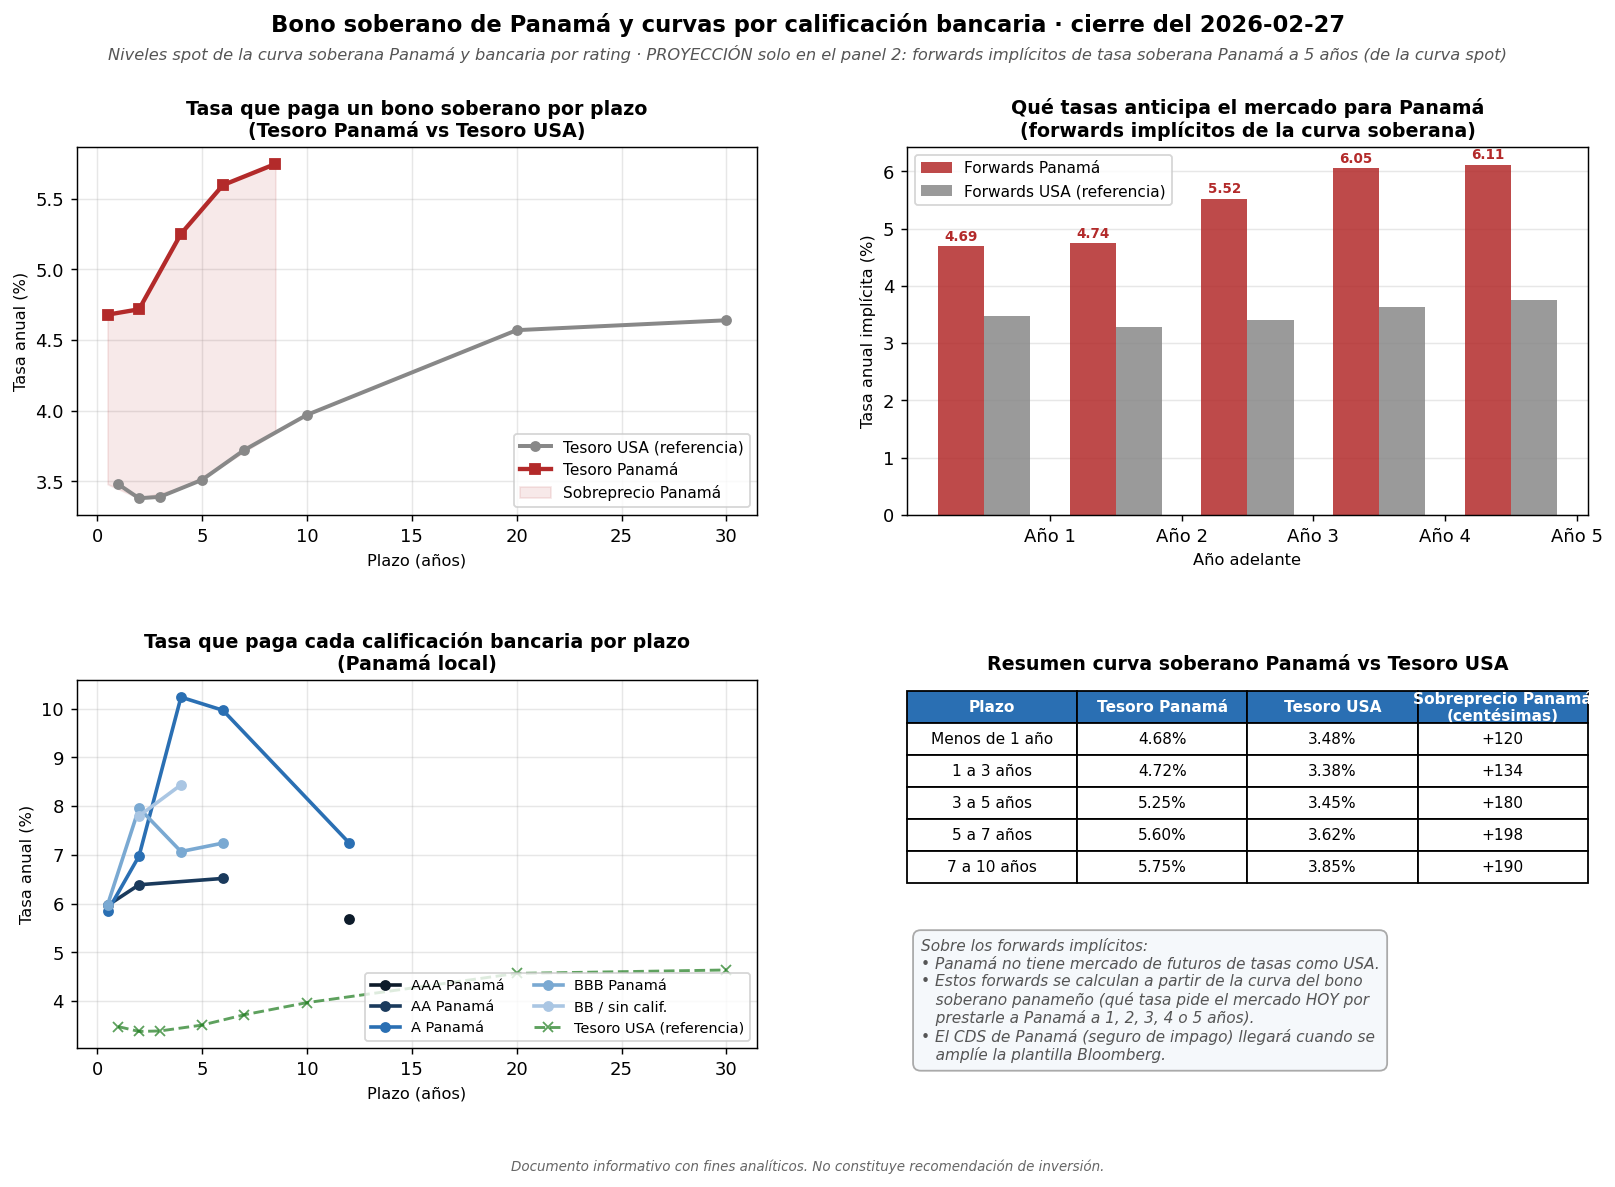 Bono soberano de Panamá y curvas por calificación bancaria · cierre del 2026-02-27
Niveles spot de la curva soberana Panamá y bancaria por rating · PROYECCIÓN solo en el panel 2: forwards implícitos de tasa soberana Panamá a 5 años (de la curva spot)
Tasa que paga un bono soberano por plazo
(Tesoro Panamá vs Tesoro USA)
5.5
5.0
4.5
4.0
3.5
Tasa anual (%)
Tesoro USA (referencia)
Tesoro Panamá
Sobreprecio Panamá
0 5 10 15 20 25 30
Plazo (años)
Qué tasas anticipa el mercado para Panamá
(forwards implícitos de la curva soberana)
Forwards Panamá
Forwards USA (referencia)
4.69 4.74 5.52 6.05 6.11
6
5
4
3
2
1
0
Tasa anual implícita (%)
Año 1 Año 2 Año 3 Año 4 Año 5
Año adelante
Tasa que paga cada calificación bancaria por plazo
(Panamá local)
10
9
8
7
6
5
4
Tasa anual (%)
AAA Panamá BBB Panamá
AA Panamá BB / sin calif.
A Panamá Tesoro USA (referencia)
0 5 10 15 20 25 30
Plazo (años)
Resumen curva soberano Panamá vs Tesoro USA
Plazo Tesoro Panamá Tesoro USA Sobreprecio Panamá
(centésimas)
Menos de 1 año 4.68% 3.48% +120
1 a 3 años 4.72% 3.38% +134
3 a 5 años 5.25% 3.45% +180
5 a 7 años 5.60% 3.62% +198
7 a 10 años 5.75% 3.85% +190
Sobre los forwards implícitos:
• Panamá no tiene mercado de futuros de tasas como USA.
• Estos forwards se calculan a partir de la curva del bono
soberano panameño (qué tasa pide el mercado HOY por
prestarle a Panamá a 1, 2, 3, 4 o 5 años).
• El CDS de Panamá (seguro de impago) llegará cuando se
amplíe la plantilla Bloomberg.
Documento informativo con fines analíticos. No constituye recomendación de inversión.